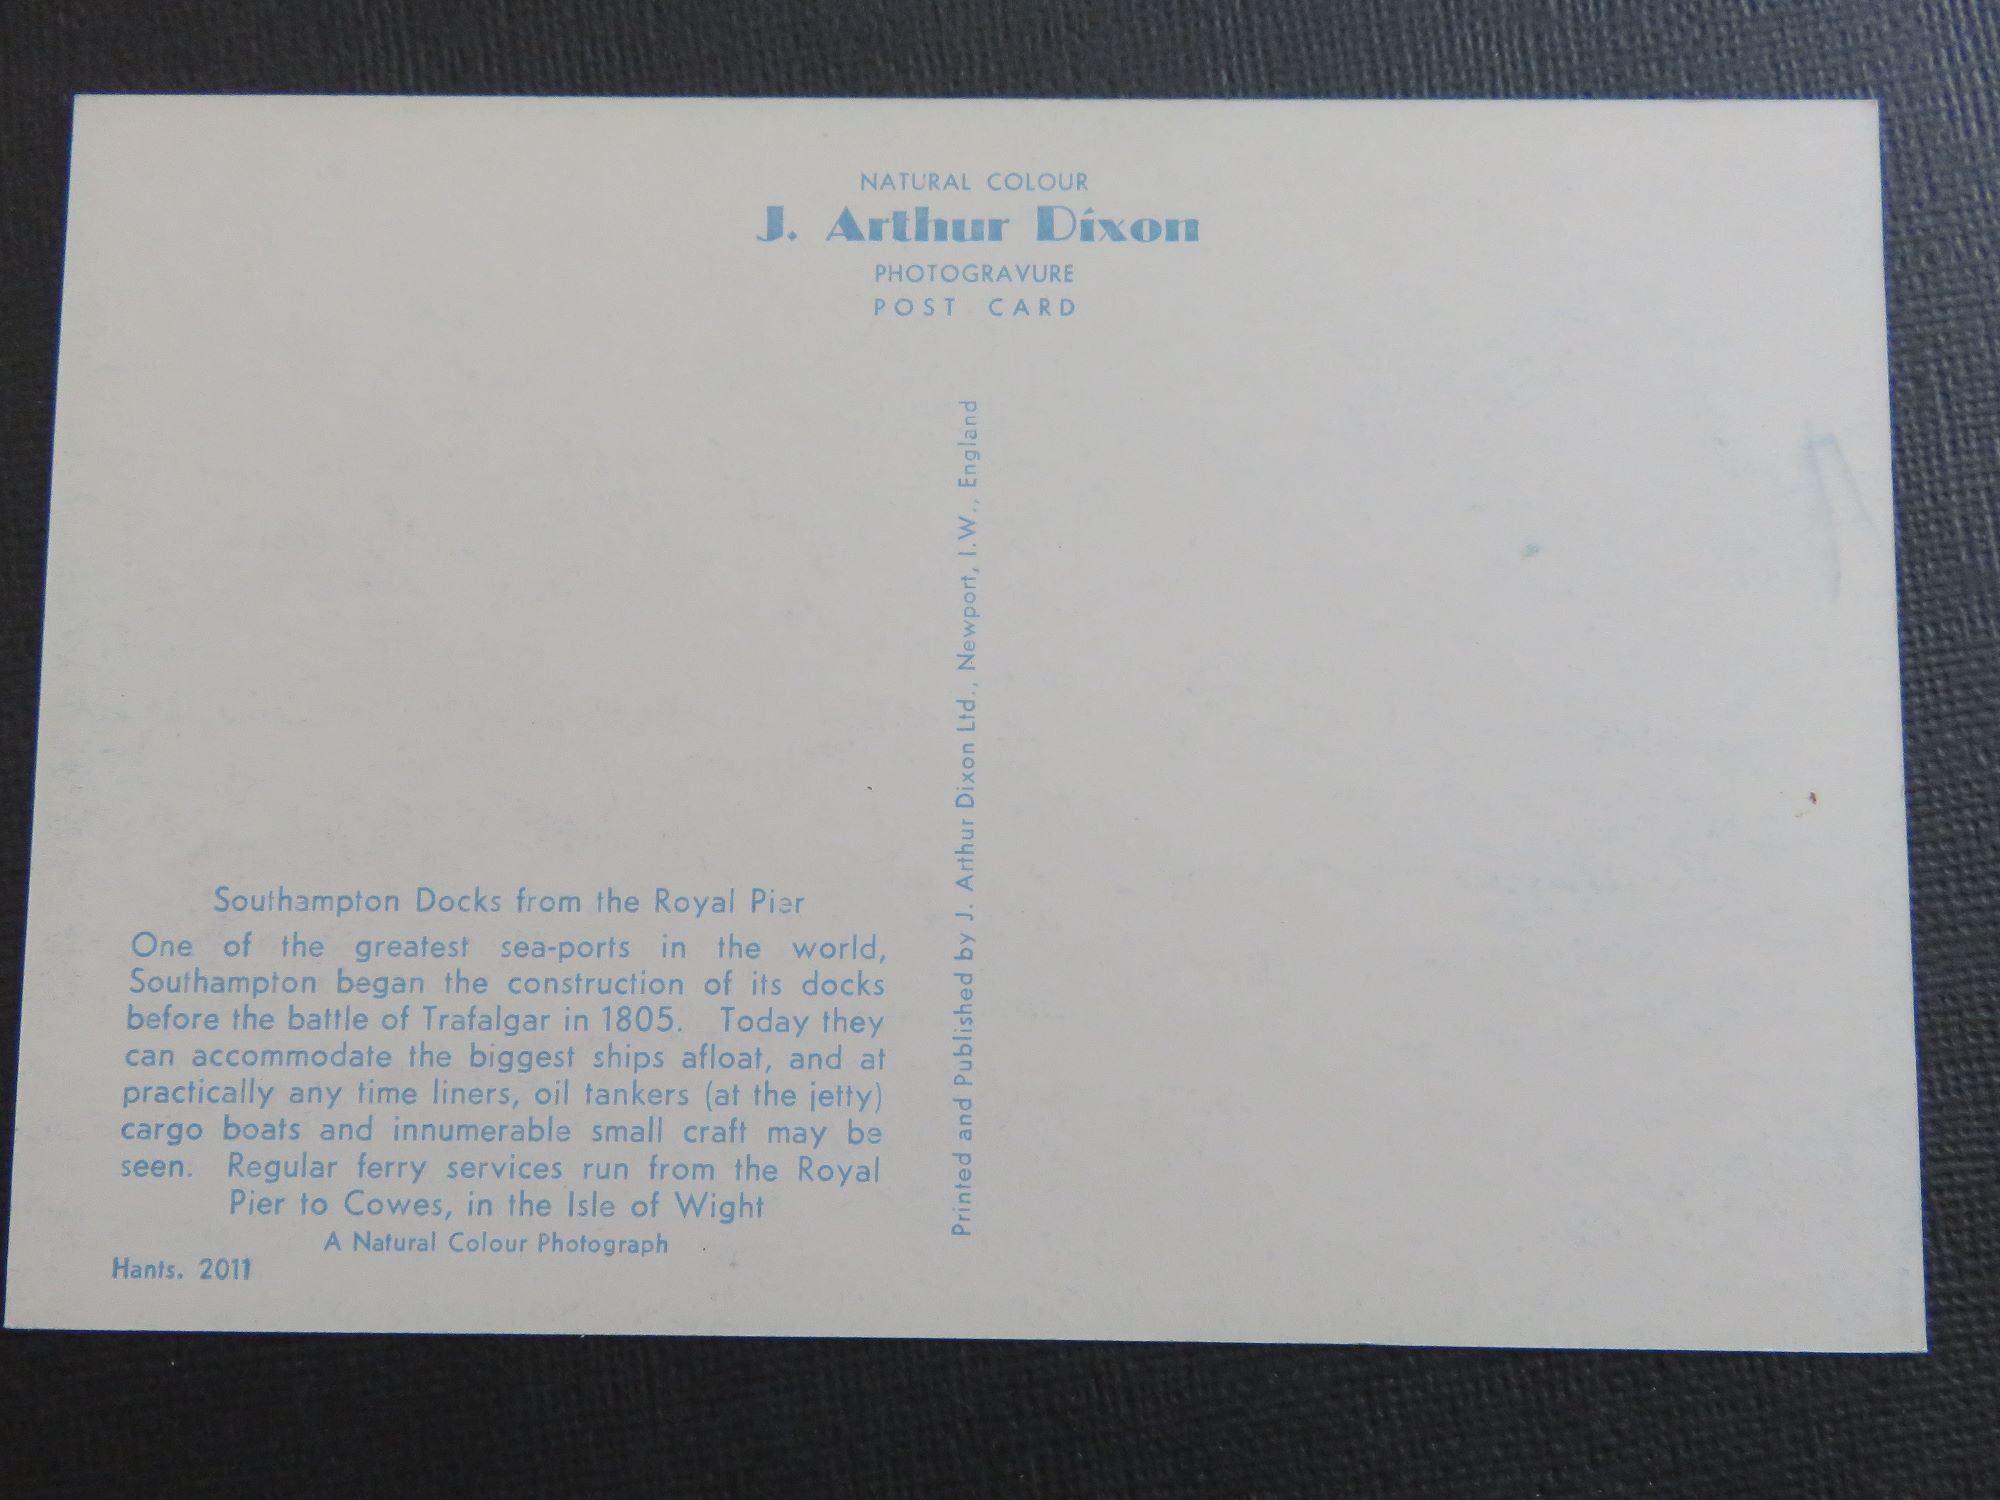 NATURAL COLOUR
J. Arthur Dixon
PHOTOGRAVURE
POST CARD
Printed and Published by J. Arthur Dixon Ltd., Newport, I.W., England
Southampton Docks from the Royal Pier
One of the greatest sea-ports in the world,
Southampton began the construction of its docks
before the battle of Trafalgar in 1805. Today they
can accommodate the biggest ships afloat, and at
practically any time liners, oil tankers (at the jetty)
cargo boats and innumerable small craft may be
seen. Regular ferry services run from the Royal
Pier to Cowes, in the Isle of Wight
A Natural Colour Photograph
Hants. 2011